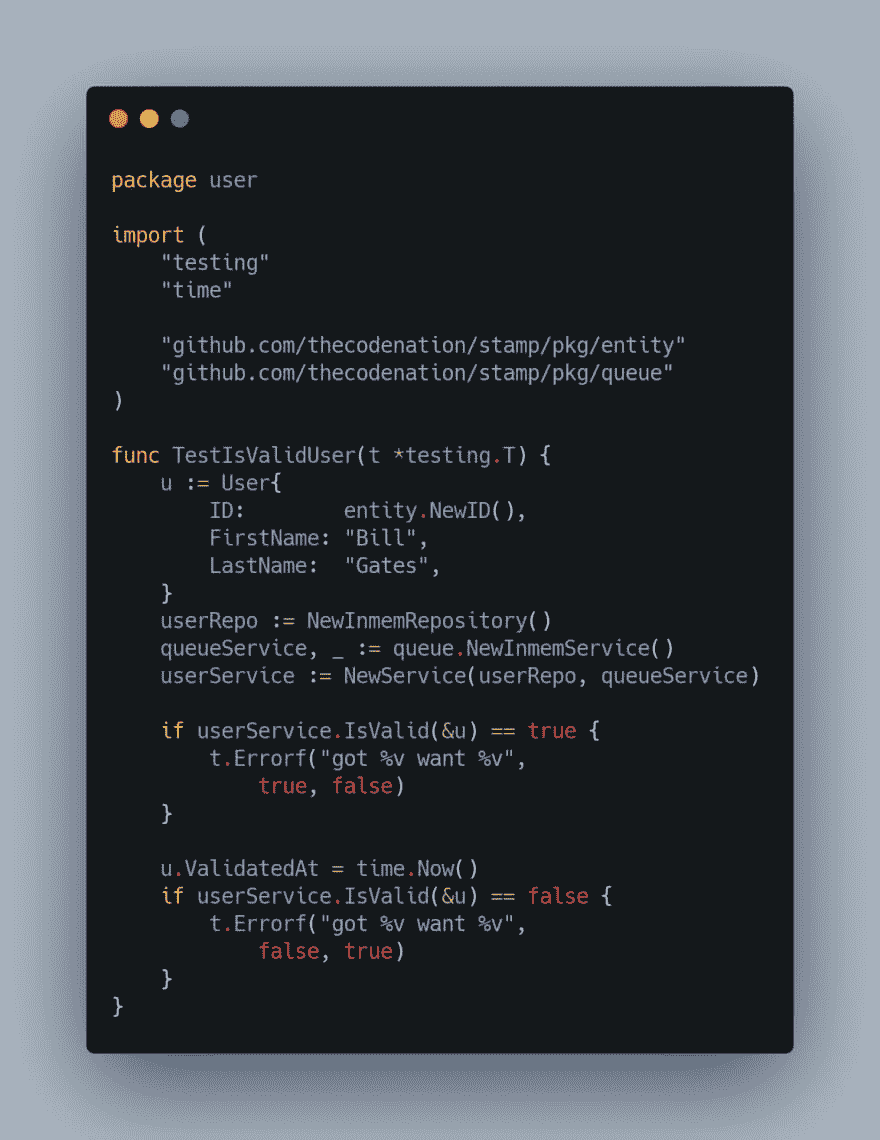 package user
import (
    "testing"
    "time"
    "github.com/thecodenation/stamp/pkg/entity"
    "github.com/thecodenation/stamp/pkg/queue"
)
func TestIsValidUser(t *testing.T) {
    u := User{
        ID:        entity.NewID(),
        FirstName: "Bill",
        LastName:  "Gates",
    }
    userRepo := NewInmemRepository()
    queueService, _ := queue.NewInmemService()
    userService := NewService(userRepo, queueService)
    if userService.IsValid(&u) == true {
        t.Errorf("got %v want %v",
            true, false)
    }
    u.ValidatedAt = time.Now()
    if userService.IsValid(&u) == false {
        t.Errorf("got %v want %v",
            false, true)
    }
}